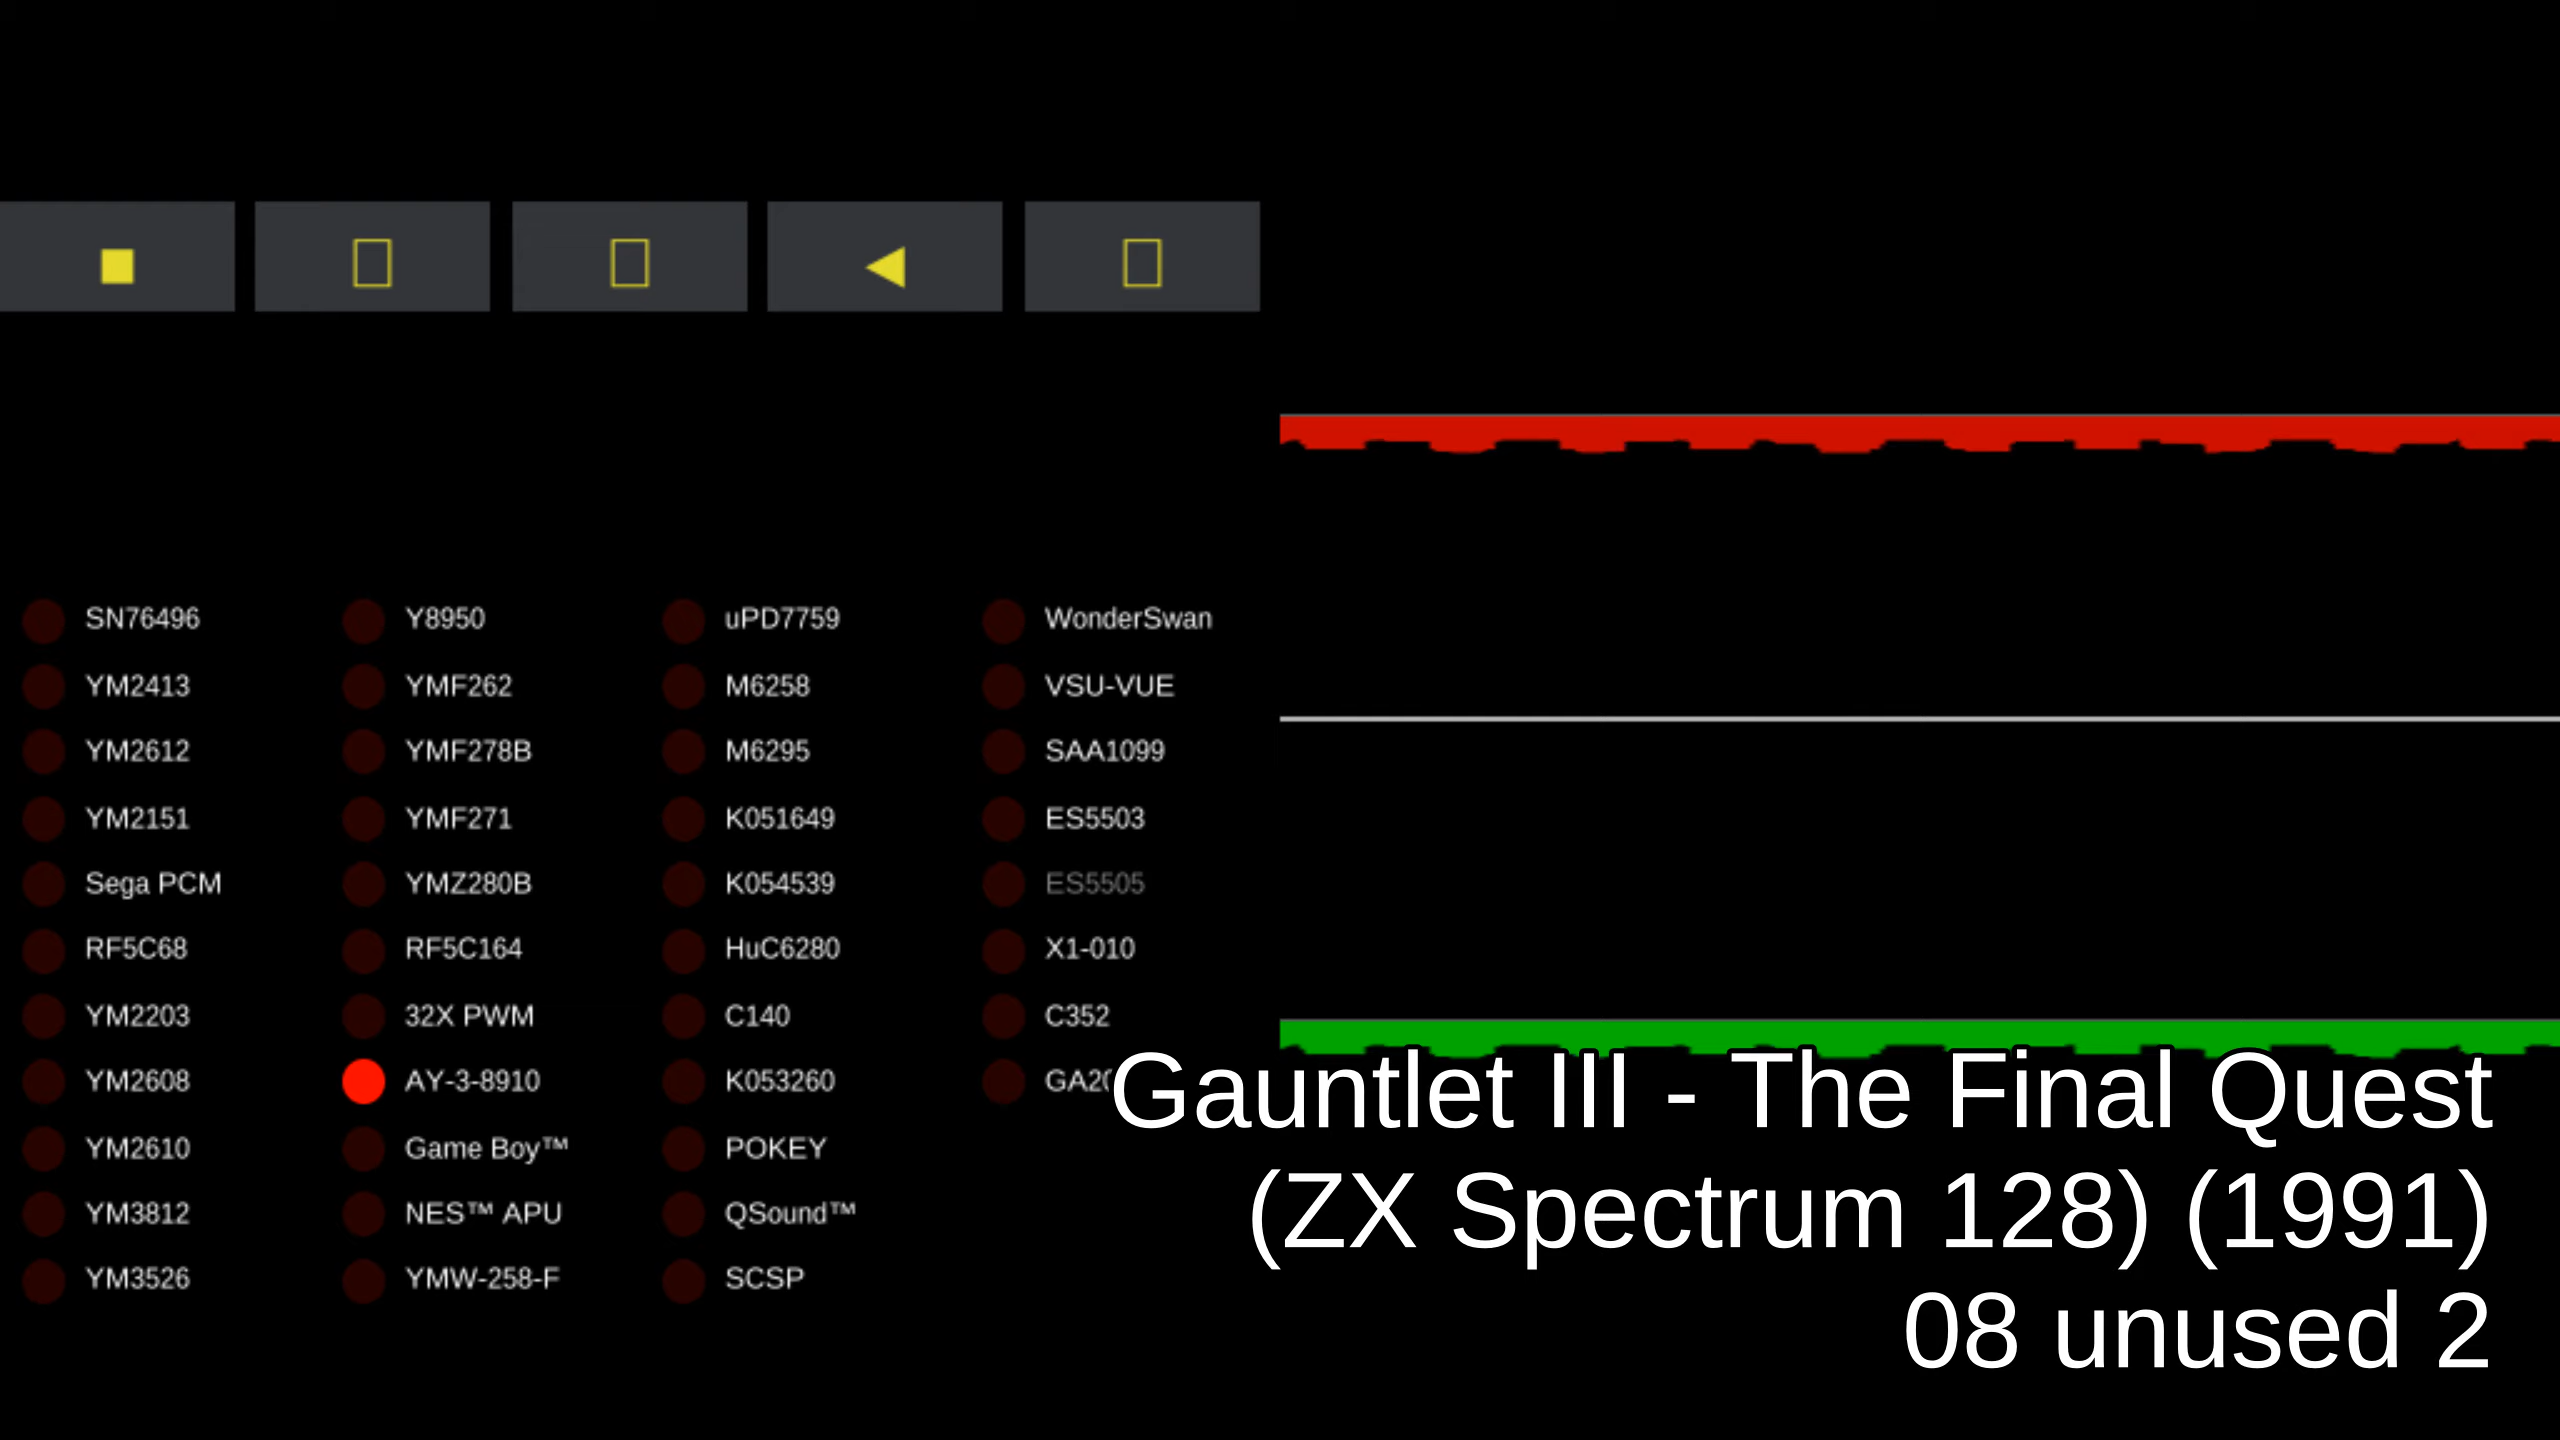 SN76496
YM2413
YM2612
YM2151
Sega PCM
RF5C68
YM2203
YM2608
YM2610
YM3812
YM3526
Y8950
YMF262
YMF278B
YMF271
YMZ280B
RF5C164
32X PWM
AY-3-8910
Game Boy™
NES™ APU
YMW-258-F
uPD7759
M6258
M6295
K051649
K054539
HuC6280
C140
K053260
POKEY
QSound™
SCSP
WonderSwan
VSU-VUE
SAA1099
ES5503
ES5505
X1-010
C352
Gauntlet III - The Final Quest
(ZX Spectrum 128) (1991)
08 unused 2